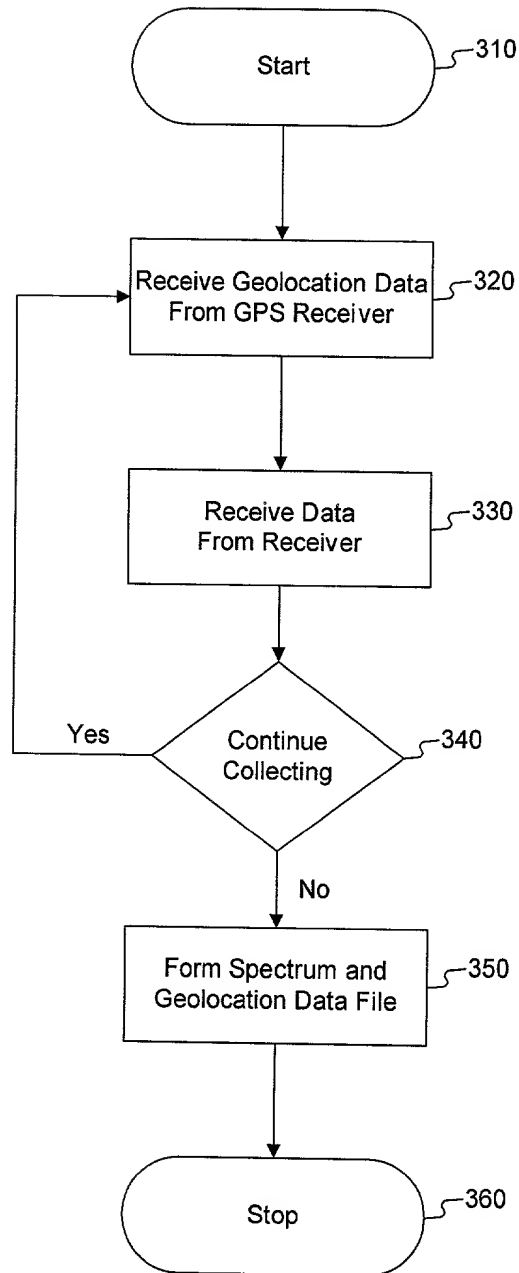 Start
310
Receive Geolocation Data
From GPS Receiver
320
Receive Data
From Receiver
330
Yes
Continue
Collecting
340
No
Form Spectrum and
Geolocation Data File
350
Stop
360